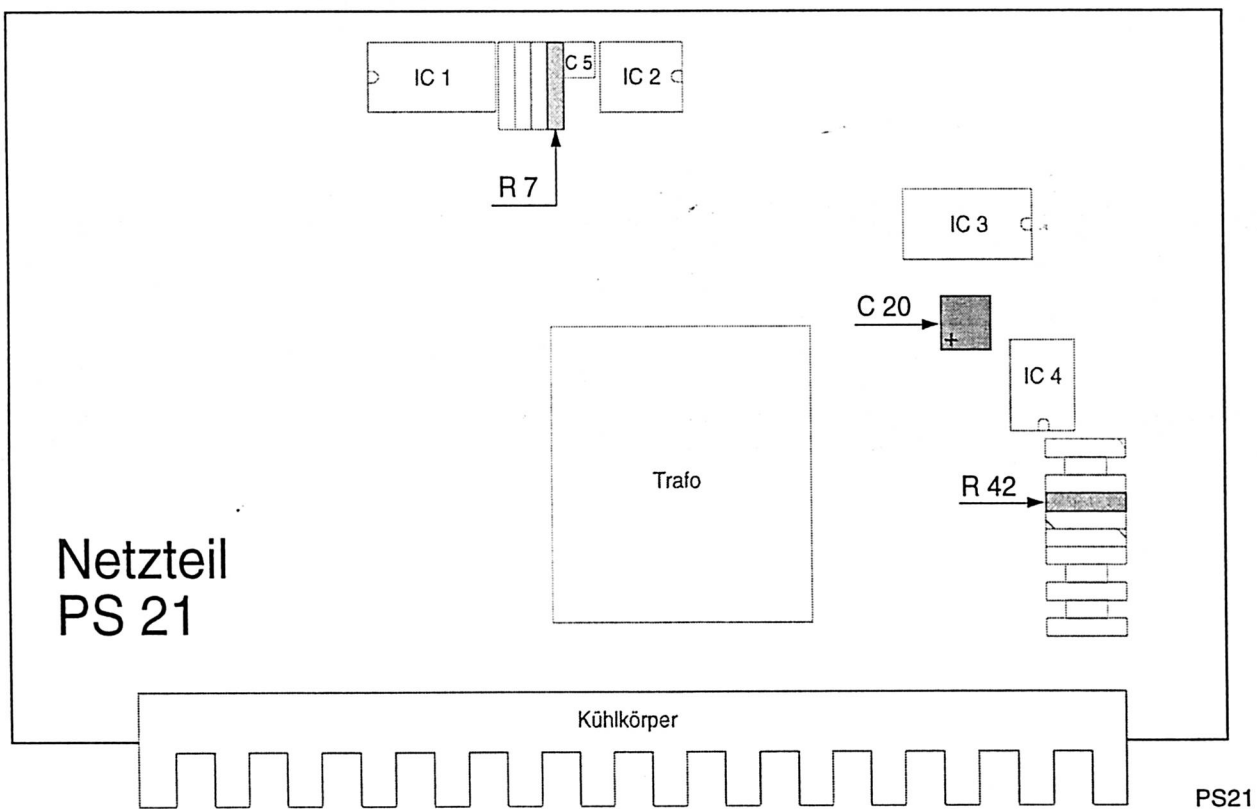 IC 1
C 5
IC 2
R 7
IC 3
C 20
+
IC 4
Trafo
R 42
Netzteil
PS 21
Kühlkörper
PS21